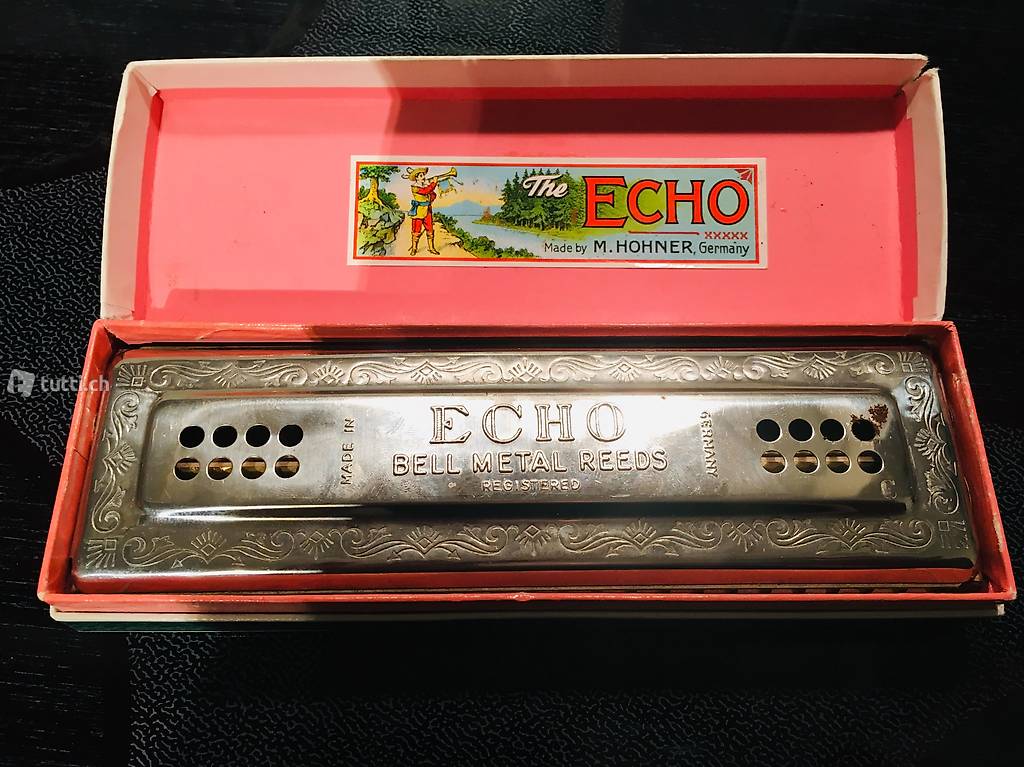 The ECHO
xxxxx
Made by M. HOHNER, Germany
tutti.ch
ECHO
MADE IN
BELL METAL REEDS
GERMANY
REGISTERED
C